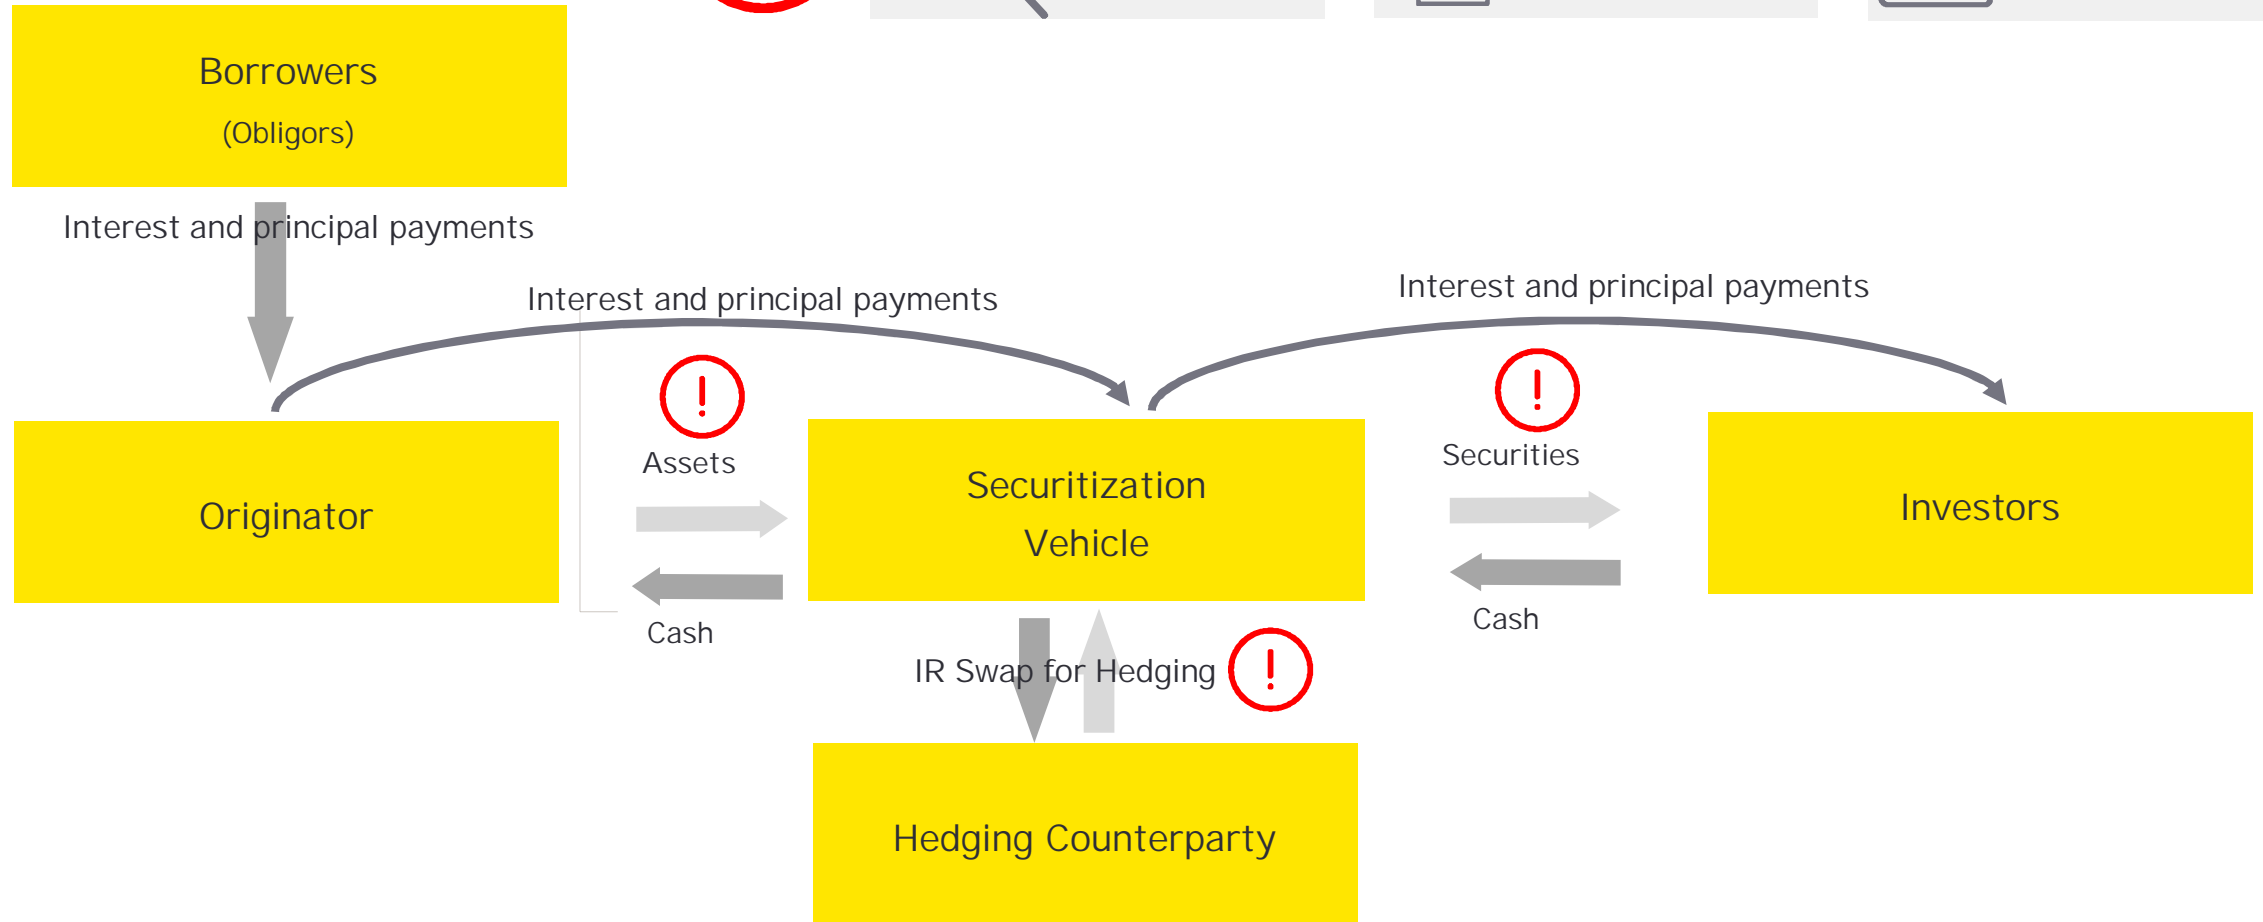 Borrowers
(Obligors)
Interest and principal payments
Interest and principal payments
Interest and principal payments
!
!
Assets
Securities
Originator
Securitization
Vehicle
Investors
Cash
Cash
IR Swap for Hedging
!
Hedging Counterparty